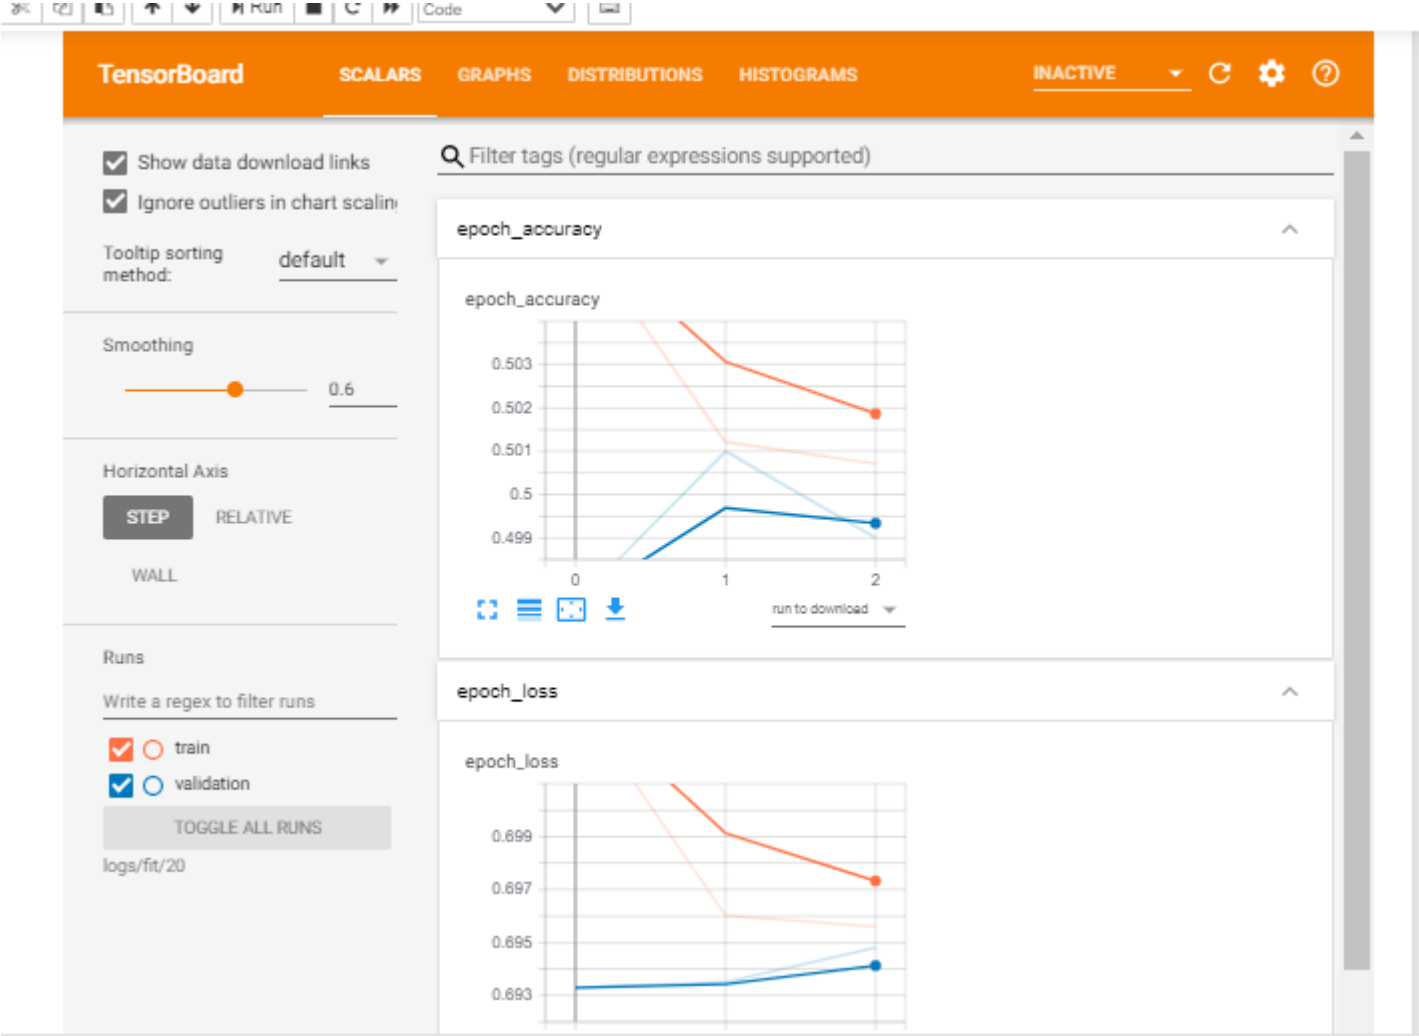 Run Code
TensorBoard SCALARS GRAPHS DISTRIBUTIONS HISTOGRAMS INACTIVE
Show data download links
Ignore outliers in chart scaling
Tooltip sorting
method:
default
Smoothing
0.6
Horizontal Axis
STEP RELATIVE
WALL
Runs
Write a regex to filter runs
train
validation
TOGGLE ALL RUNS
logs/fit/20
Filter tags (regular expressions supported)
epoch_accuracy
epoch_accuracy
0.503
0.502
0.501
0.5
0.499
0 1 2
run to download
epoch_loss
epoch_loss
0.699
0.697
0.695
0.693